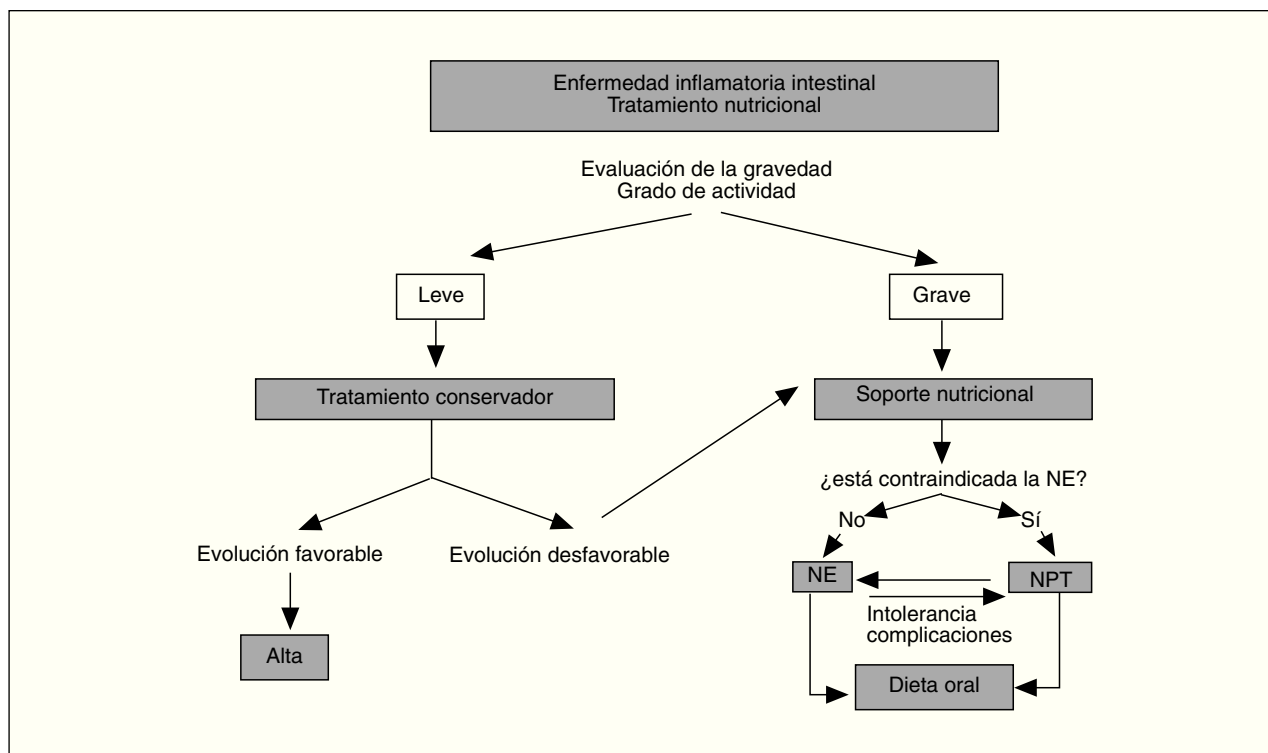 Enfermedad inflamatoria intestinal
Tratamiento nutricional
Evaluación de la gravedad
Grado de actividad
Leve
Grave
Tratamiento conservador
Soporte nutricional
¿está contraindicada la NE?
No
Sí
Evolución favorable
Evolución desfavorable
NE
NPT
Intolerancia
complicaciones
Alta
Dieta oral